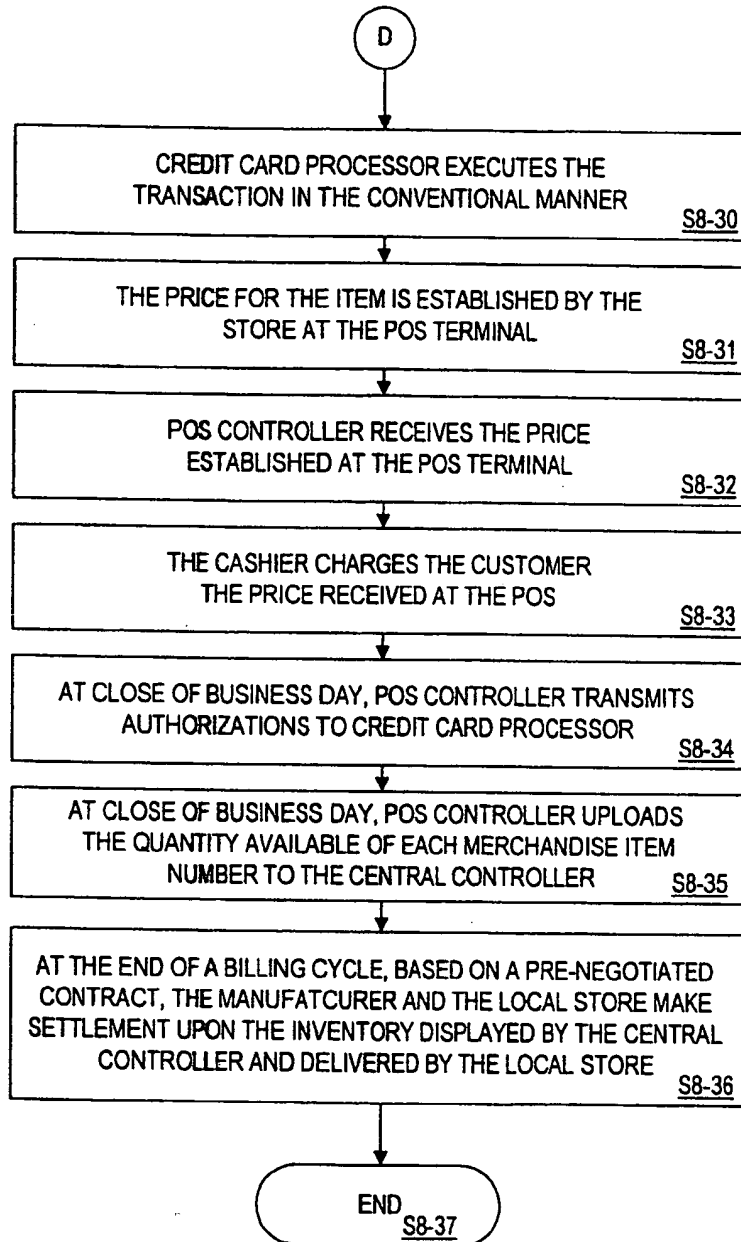 D
CREDIT CARD PROCESSOR EXECUTES THE
TRANSACTION IN THE CONVENTIONAL MANNER
S8-30
THE PRICE FOR THE ITEM IS ESTABLISHED BY THE
STORE AT THE POS TERMINAL
S8-31
POS CONTROLLER RECEIVES THE PRICE
ESTABLISHED AT THE POS TERMINAL
S8-32
THE CASHIER CHARGES THE CUSTOMER
THE PRICE RECEIVED AT THE POS
S8-33
AT CLOSE OF BUSINESS DAY, POS CONTROLLER TRANSMITS
AUTHORIZATIONS TO CREDIT CARD PROCESSOR
S8-34
AT CLOSE OF BUSINESS DAY, POS CONTROLLER UPLOADS
THE QUANTITY AVAILABLE OF EACH MERCHANDISE ITEM
NUMBER TO THE CENTRAL CONTROLLER
S8-35
AT THE END OF A BILLING CYCLE, BASED ON A PRE-NEGOTIATED
CONTRACT, THE MANUFATCURER AND THE LOCAL STORE MAKE
SETTLEMENT UPON THE INVENTORY DISPLAYED BY THE CENTRAL
CONTROLLER AND DELIVERED BY THE LOCAL STORE
S8-36
END
S8-37